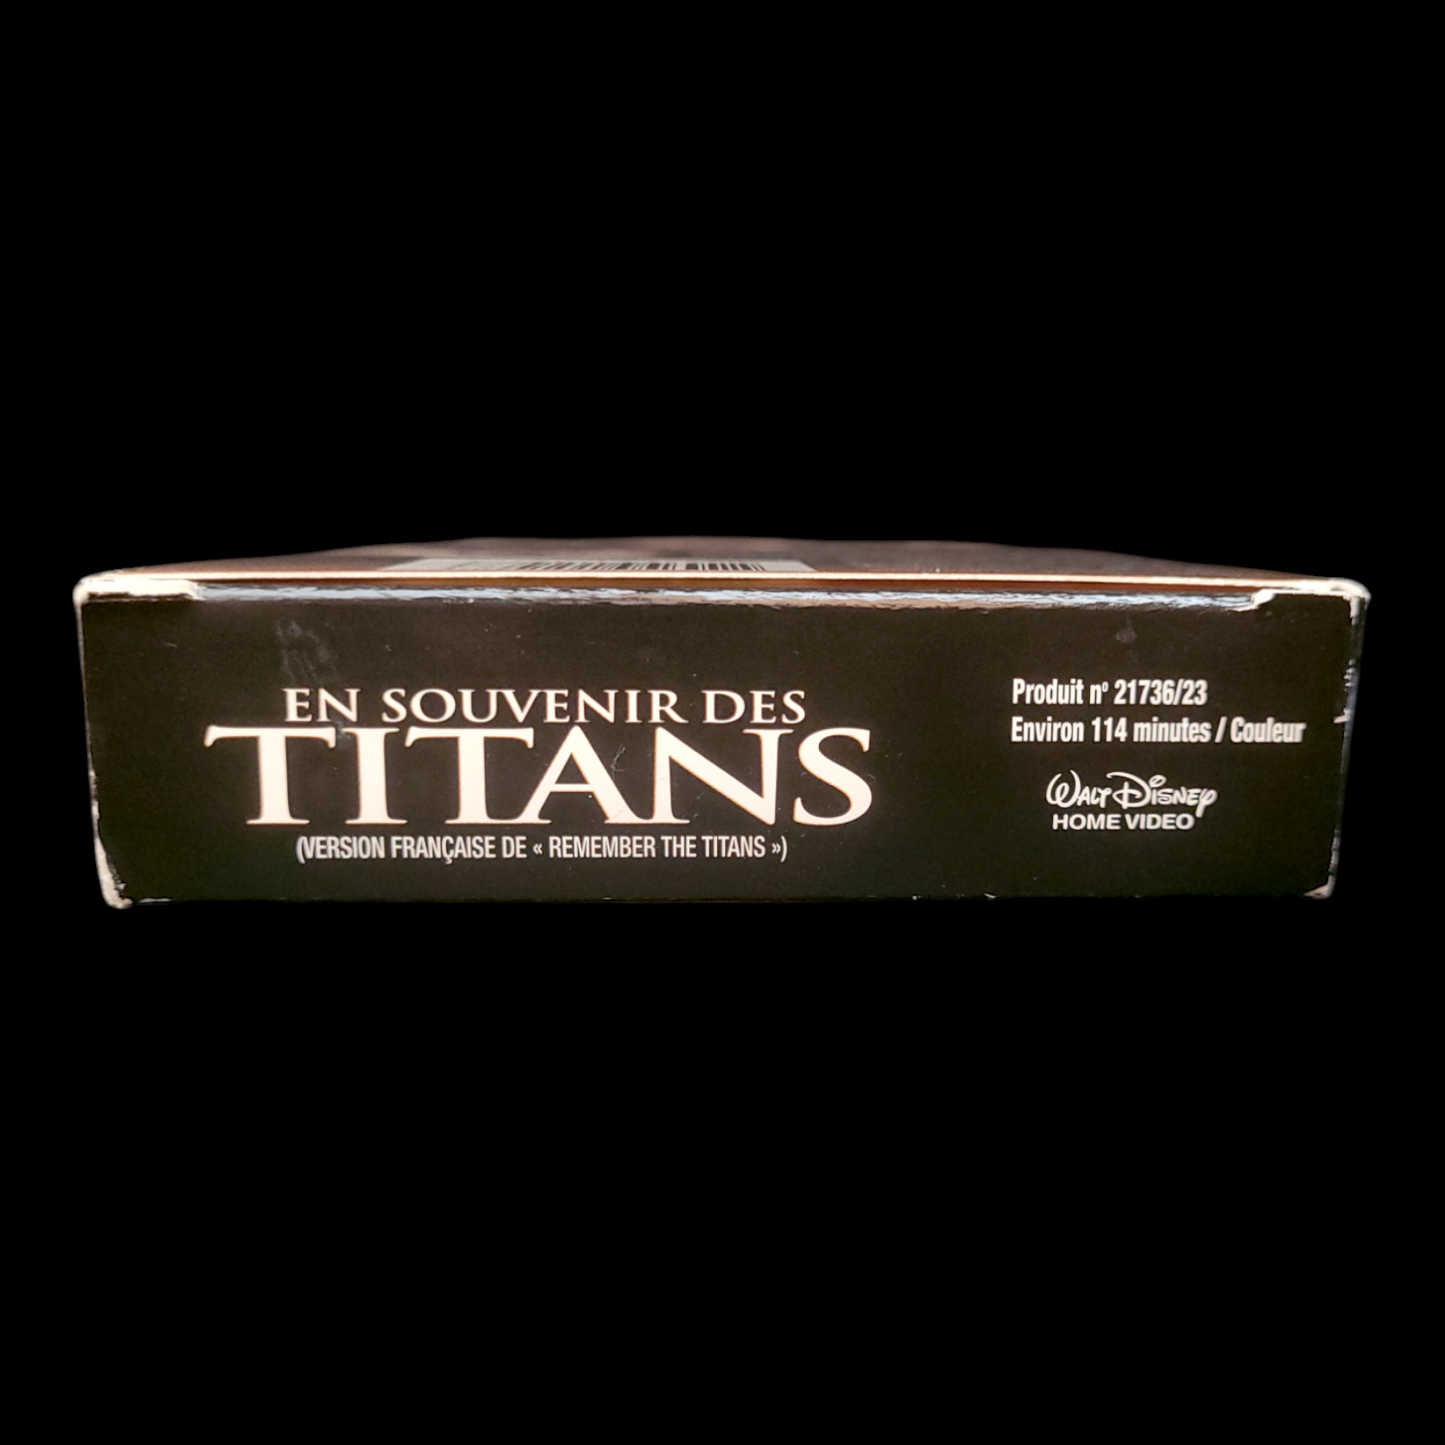 EN SOUVENIR DES
TITANS
(VERSION FRANÇAISE DE « REMEMBER THE TITANS »)
Produit nº 21736/23
Environ 114 minutes / Couleur
WALT DISNEY
HOME VIDEO